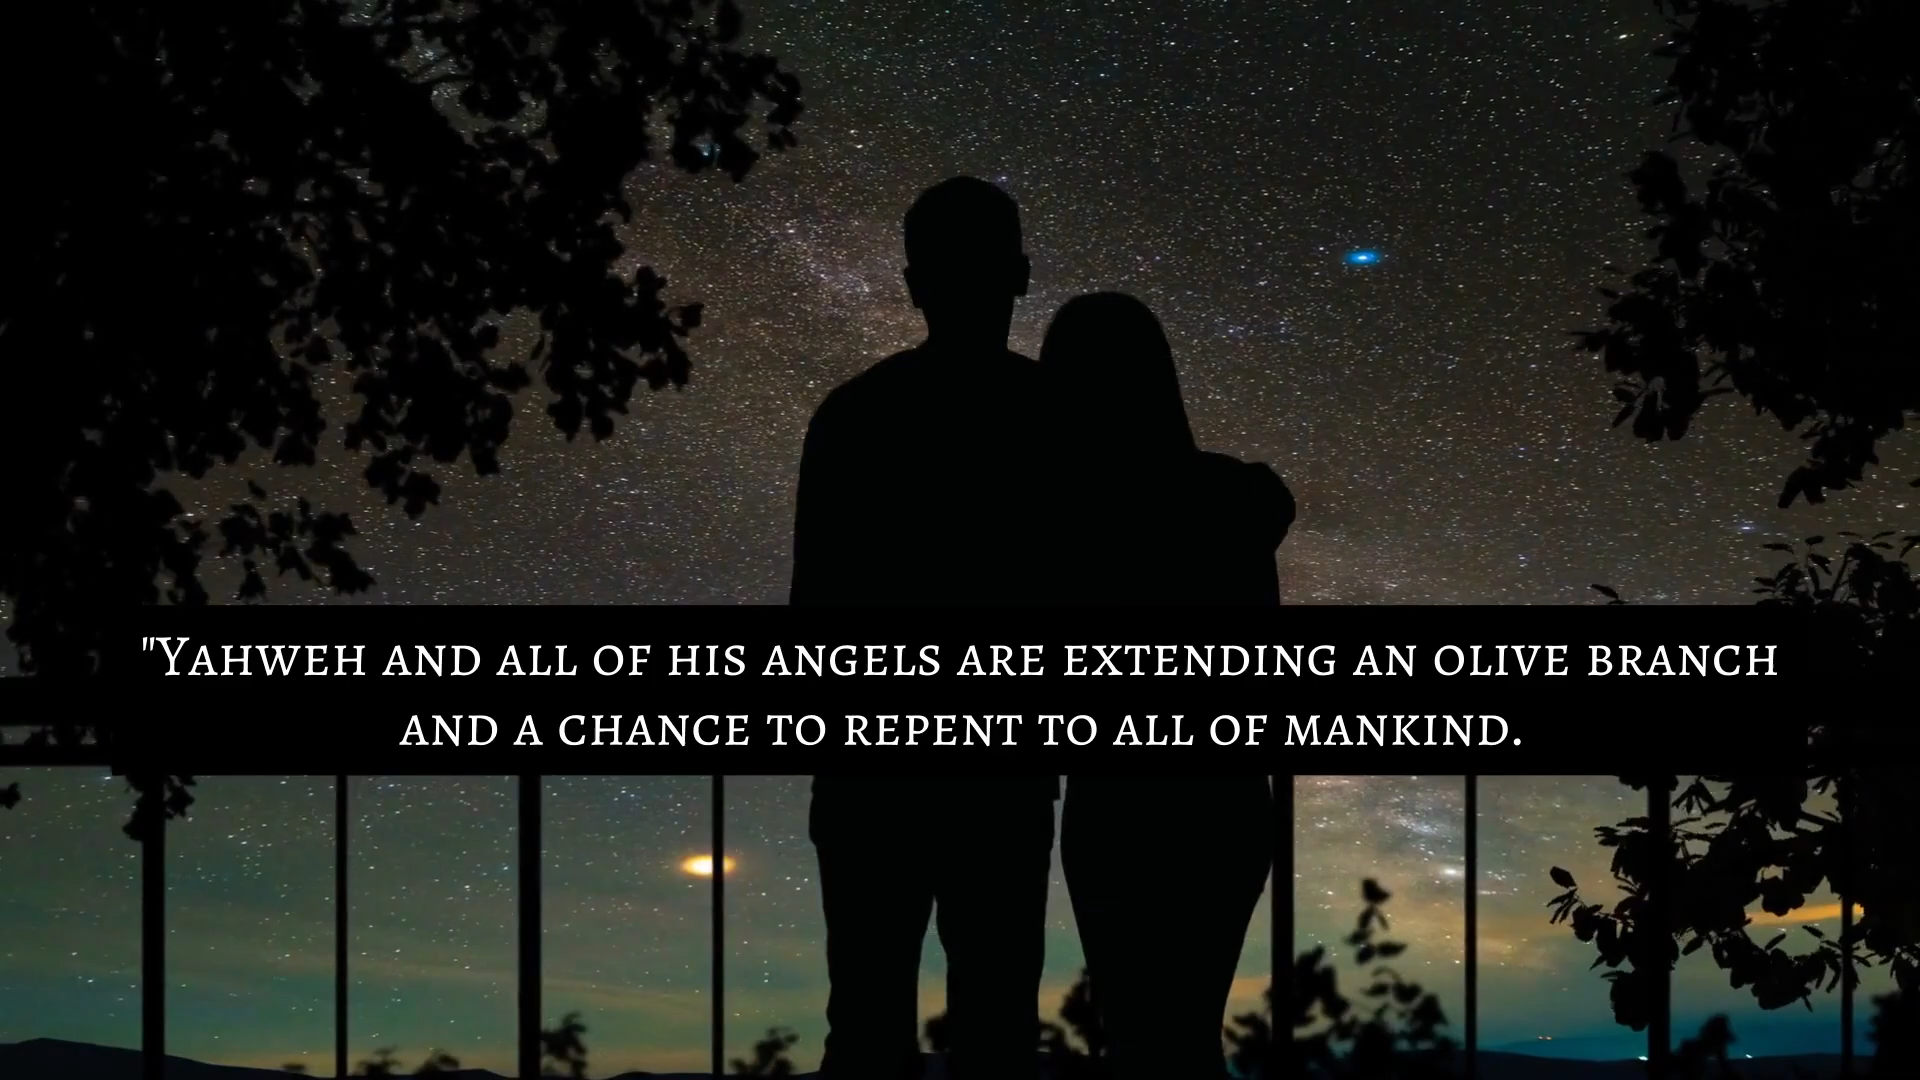 "Yahweh and all of his angels are extending an olive branch
and a chance to repent to all of mankind.